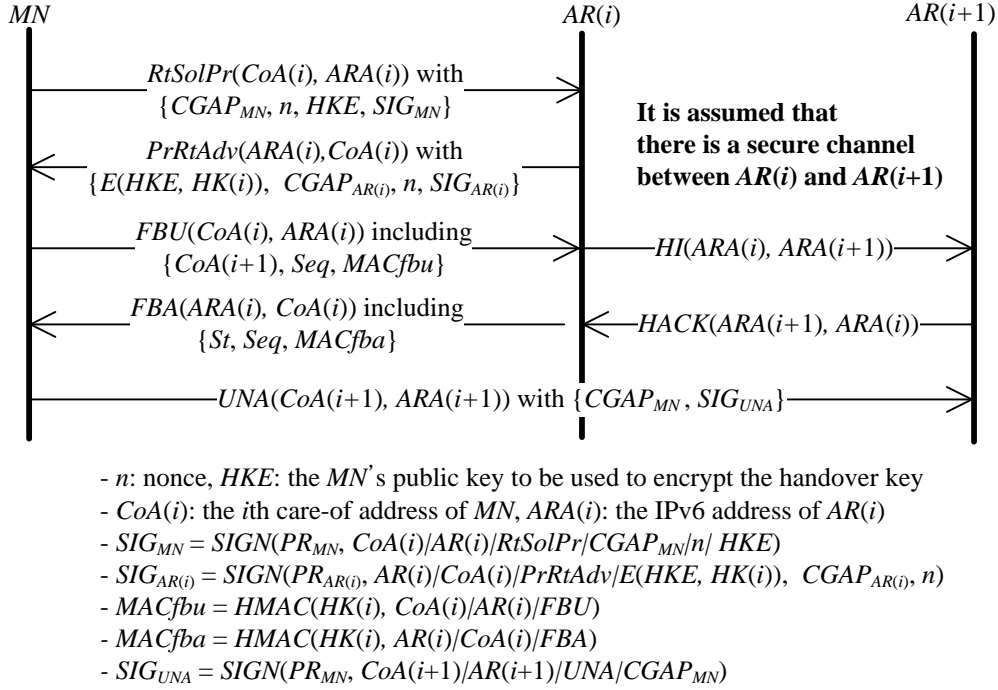 MN AR(i) AR(i+1)
RtSolPr(CoA(i), ARA(i)) with
{CGAP_MN, n, HKE, SIG_MN}
It is assumed that
there is a secure channel
between AR(i) and AR(i+1)
PrRtAdv(ARA(i),CoA(i)) with
{E(HKE, HK(i)), CGAP_AR(i), n, SIG_AR(i)}
FBU(CoA(i), ARA(i)) including
{CoA(i+1), Seq, MACfbu}
HI(ARA(i), ARA(i+1))
FBA(ARA(i), CoA(i)) including
{St, Seq, MACfba}
HACK(ARA(i+1), ARA(i))
UNA(CoA(i+1), ARA(i+1)) with {CGAP_MN, SIG_UNA}
- n: nonce, HKE: the MN's public key to be used to encrypt the handover key
- CoA(i): the ith care-of address of MN, ARA(i): the IPv6 address of AR(i)
- SIG_MN = SIGN(PR_MN, CoA(i)/AR(i)/RtSolPr/CGAP_MN/n/ HKE)
- SIG_AR(i) = SIGN(PR_AR(i), AR(i)/CoA(i)/PrRtAdv/E(HKE, HK(i)), CGAP_AR(i), n)
- MACfbu = HMAC(HK(i), CoA(i)/AR(i)/FBU)
- MACfba = HMAC(HK(i), AR(i)/CoA(i)/FBA)
- SIG_UNA = SIGN(PR_MN, CoA(i+1)/AR(i+1)/UNA/CGAP_MN)